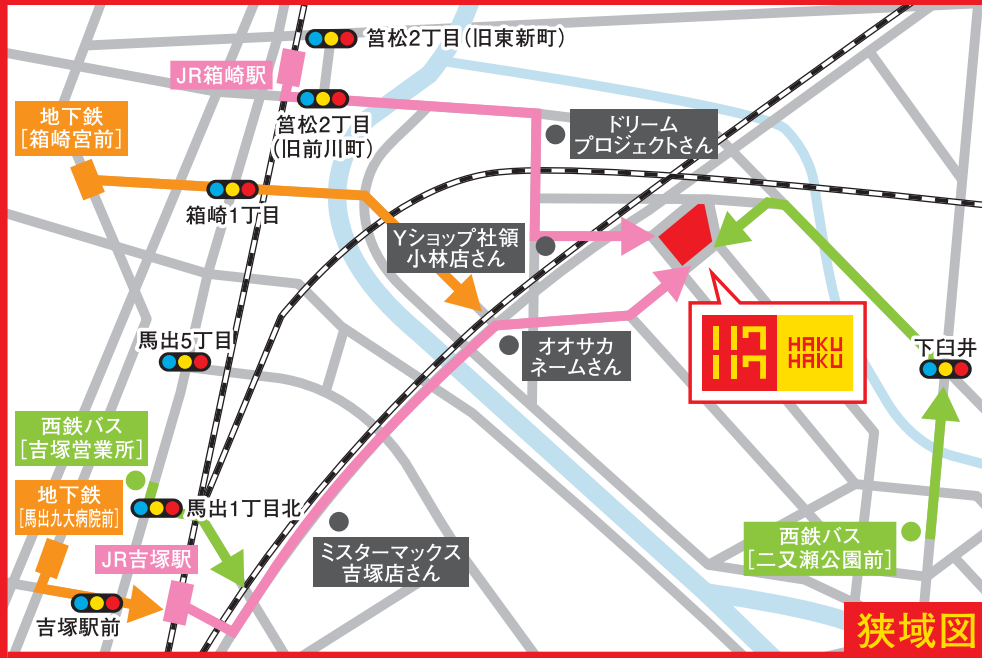 筥松2丁目(旧東新町)
JR箱崎駅
地下鉄
[箱崎宮前]
筥松2丁目
(旧前川町)
ドリーム
プロジェクトさん
箱崎1丁目
Yショップ社領
小林店さん
馬出5丁目
オオサカ
ネームさん
HAKU
HAKU
下臼井
西鉄バス
[吉塚営業所]
地下鉄
[馬出九大病院前]
馬出1丁目北
JR吉塚駅
ミスターマックス
吉塚店さん
西鉄バス
[二又瀬公園前]
吉塚駅前
狭域図